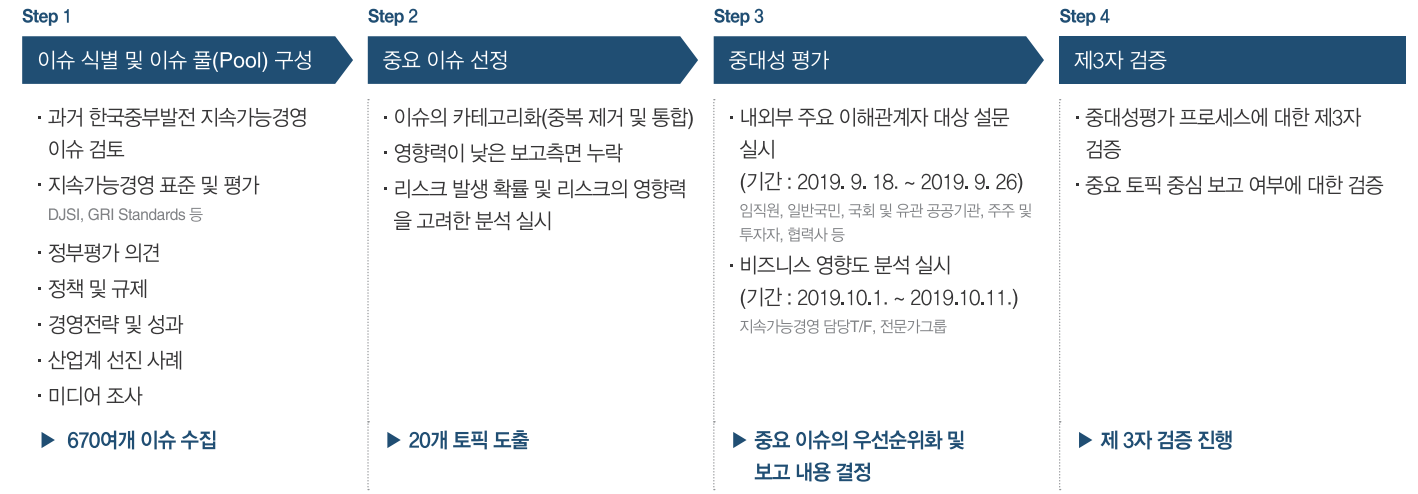 Step 1
이슈 식별 및 이슈 풀(Pool) 구성
· 과거 한국중부발전 지속가능경영
이슈 검토
· 지속가능경영 표준 및 평가
DJSI, GRI Standards 등
· 정부평가 의견
· 정책 및 규제
· 경영전략 및 성과
· 산업계 선진 사례
· 미디어 조사
▶ 670여개 이슈 수집
Step 2
중요 이슈 선정
· 이슈의 카테고리화(중복 제거 및 통합)
· 영향력이 낮은 보고측면 누락
· 리스크 발생 확률 및 리스크의 영향력
을 고려한 분석 실시
▶ 20개 토픽 도출
Step 3
중대성 평가
· 내외부 주요 이해관계자 대상 설문
실시
(기간 : 2019. 9. 18. ~ 2019. 9. 26)
임직원, 일반국민, 국회 및 유관 공공기관, 주주 및
투자자, 협력사 등
· 비즈니스 영향도 분석 실시
(기간 : 2019.10.1. ~ 2019.10.11.)
지속가능경영 담당T/F, 전문가그룹
▶ 중요 이슈의 우선순위화 및
보고 내용 결정
Step 4
제3자 검증
· 중대성평가 프로세스에 대한 제3자
검증
· 중요 토픽 중심 보고 여부에 대한 검증
▶ 제 3자 검증 진행